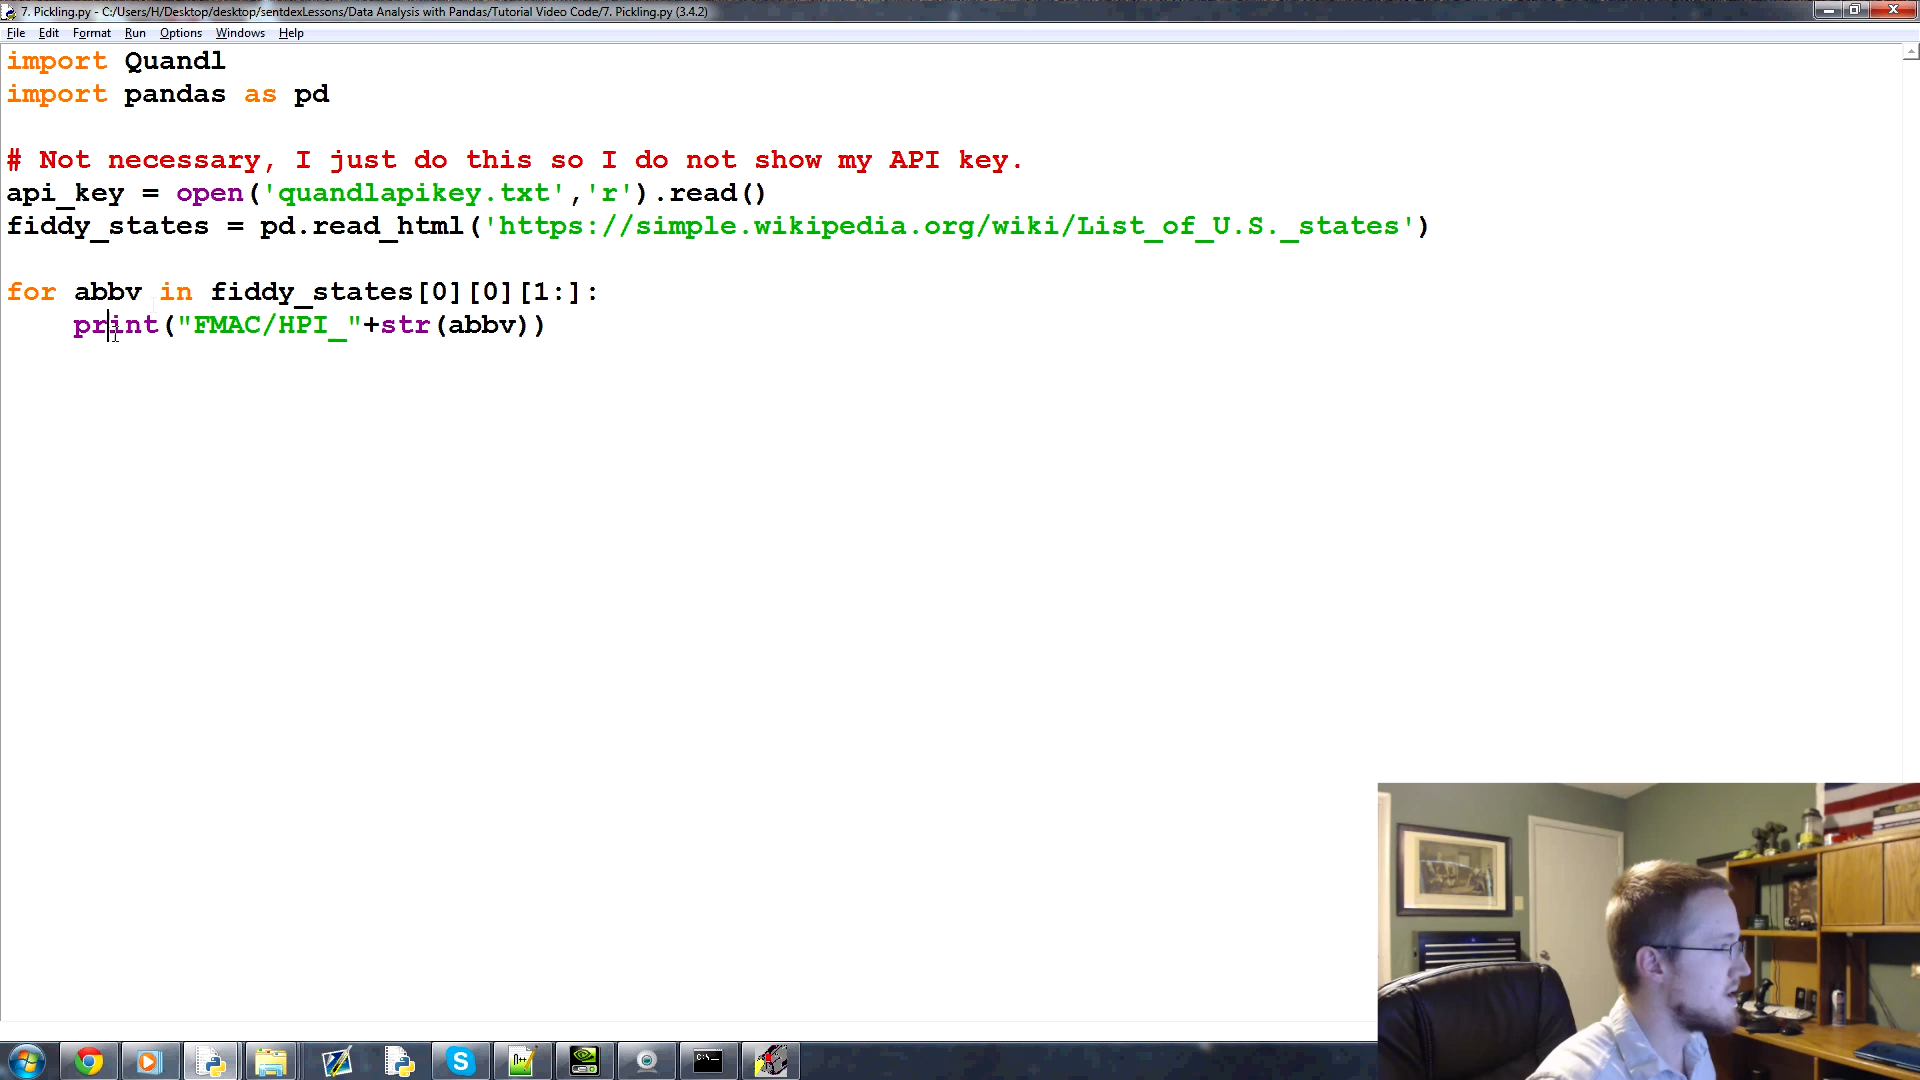 7. Pickling.py - C:/Users/H/Desktop/desktop/sentdexLessons/Data Analysis with Pandas/Tutorial Video Code/7. Pickling.py (3.4.2)
File Edit Format Run Options Windows Help
import Quandl
import pandas as pd
# Not necessary, I just do this so I do not show my API key.
api_key = open('quandlapikey.txt','r').read()
fiddy_states = pd.read_html('https://simple.wikipedia.org/wiki/List_of_U.S._states')
for abbv in fiddy_states[0][0][1:]:
    print("FMAC/HPI_"+str(abbv))